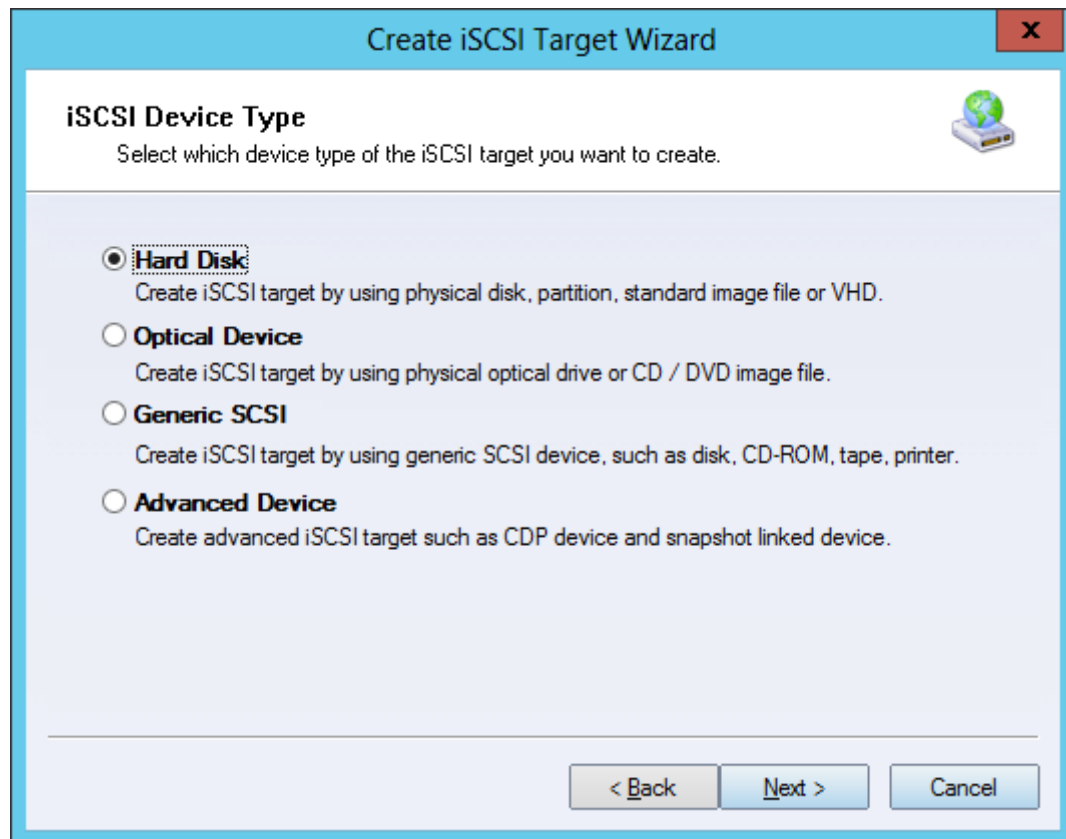 Create iSCSI Target Wizard
x
iSCSI Device Type
Select which device type of the iSCSI target you want to create.
Hard Disk
Create iSCSI target by using physical disk, partition, standard image file or VHD.
Optical Device
Create iSCSI target by using physical optical drive or CD / DVD image file.
Generic SCSI
Create iSCSI target by using generic SCSI device, such as disk, CD-ROM, tape, printer.
Advanced Device
Create advanced iSCSI target such as CDP device and snapshot linked device.
< Back Next > Cancel